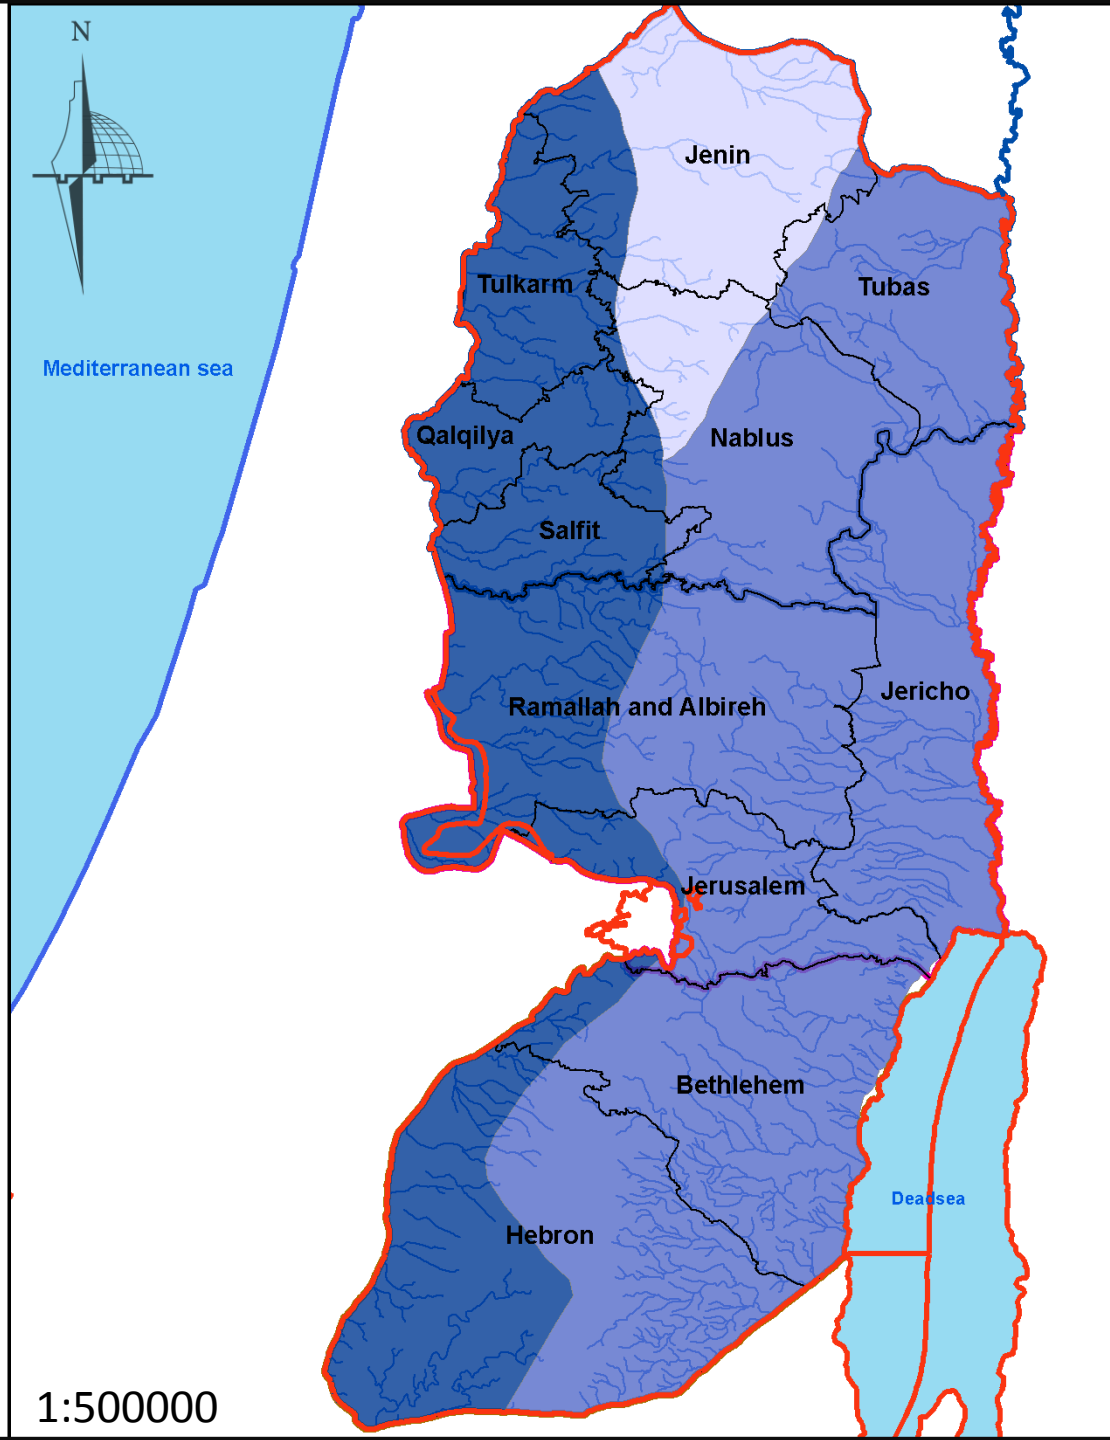 N
Jenin
Tulkarm
Tubas
Mediterranean sea
Qalqilya
Nablus
Salfit
Jericho
Ramallah and Albireh
Jerusalem
Bethlehem
Deadsea
Hebron
1:500000